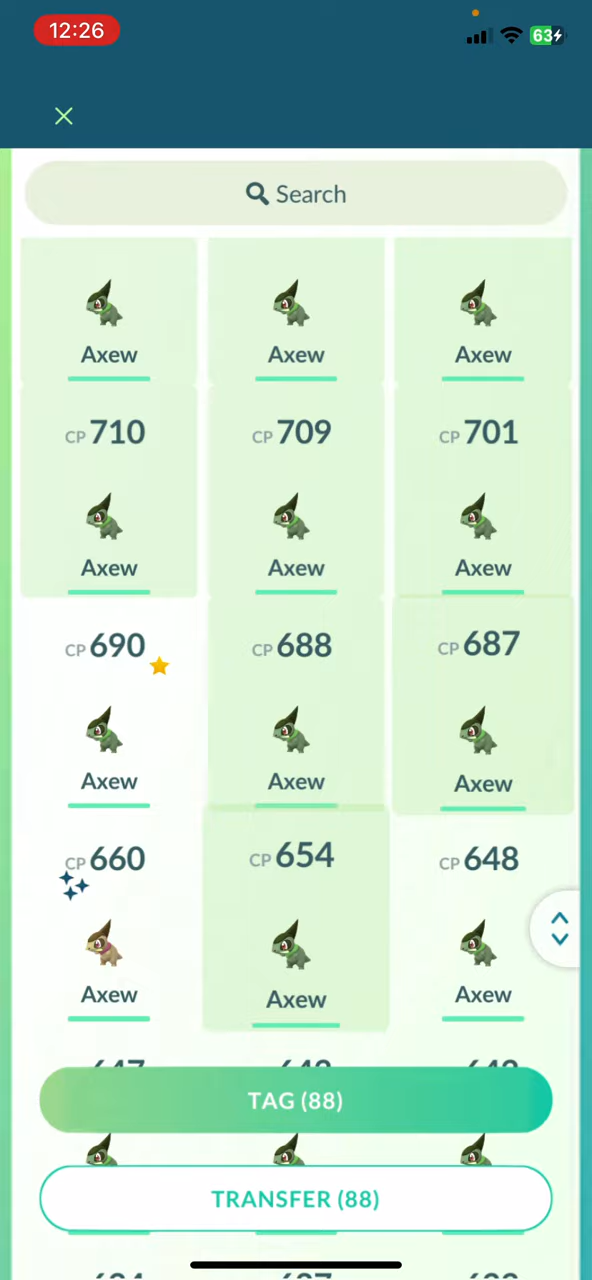 12:26
63
Search
Axew Axew Axew
CP 710 CP 709 CP 701
Axew Axew Axew
CP 690 CP 688 CP 687
Axew Axew Axew
CP 660 CP 654 CP 648
Axew Axew Axew
TAG (88)
TRANSFER (88)